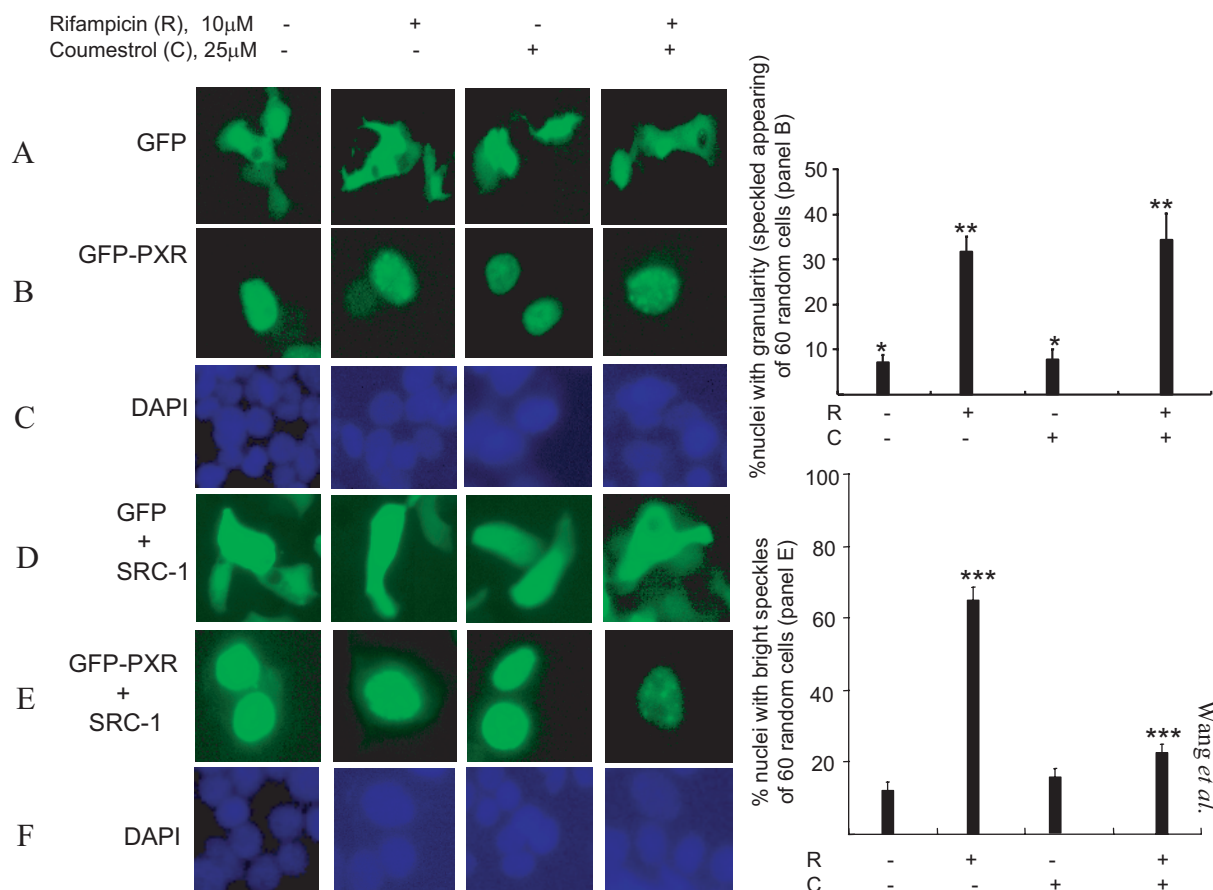 Rifampicin (R), 10μM - + - +
Coumestrol (C), 25μM - - + +
A
GFP
B
GFP-PXR
C
DAPI
D
GFP
+
SRC-1
E
GFP-PXR
+
SRC-1
F
DAPI
%nuclei with granularity (speckled appearing)
of 60 random cells (panel B)
50
40
30
20
10
*
**
*
**
R - + - +
C - - + +
% nuclei with bright speckles
of 60 random cells (panel E)
100
80
60
40
20
***
***
R - + - +
C - - + +
Wang et al.